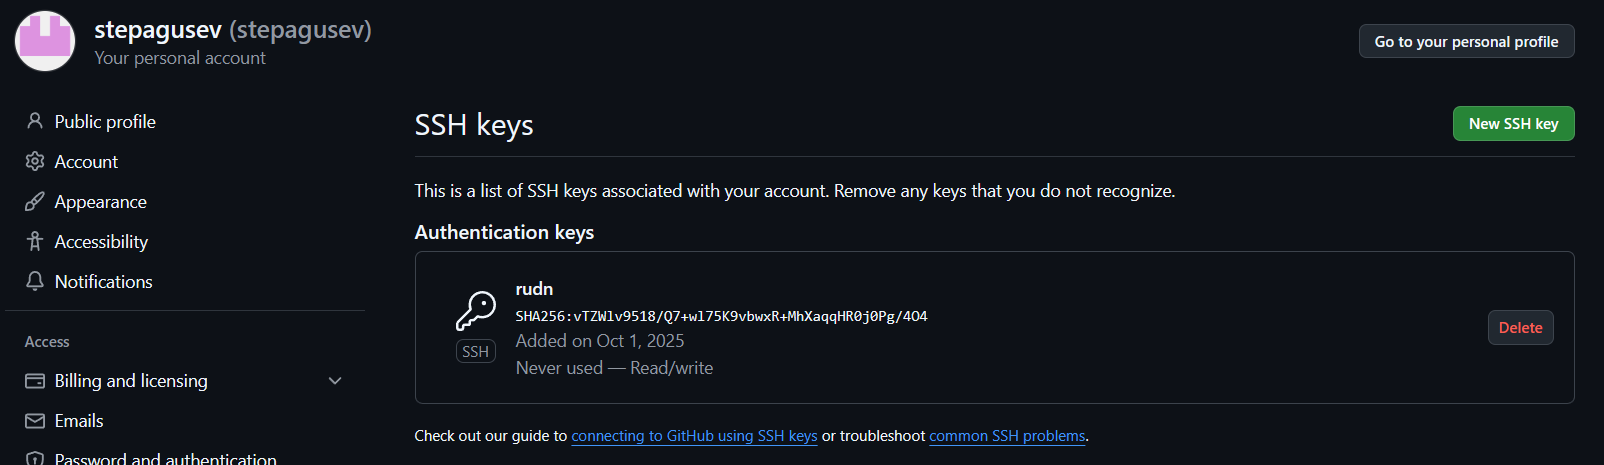 stepagusev (stepagusev)
Your personal account
Go to your personal profile
Public profile
Account
Appearance
Accessibility
Notifications
Access
Billing and licensing
Emails
Password and authentication
SSH keys
New SSH key
This is a list of SSH keys associated with your account. Remove any keys that you do not recognize.
Authentication keys
rudn
SHA256:vTZWlv9518/Q7+wl75K9vbwxR+MhXaqqHR0j0Pg/4O4
Added on Oct 1, 2025
Never used — Read/write
SSH
Delete
Check out our guide to connecting to GitHub using SSH keys or troubleshoot common SSH problems.